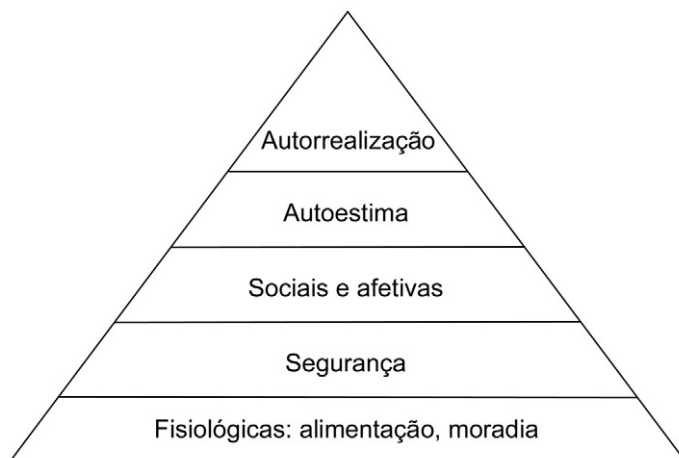 Autorrealização
Autoestima
Sociais e afetivas
Segurança
Fisiológicas: alimentação, moradia